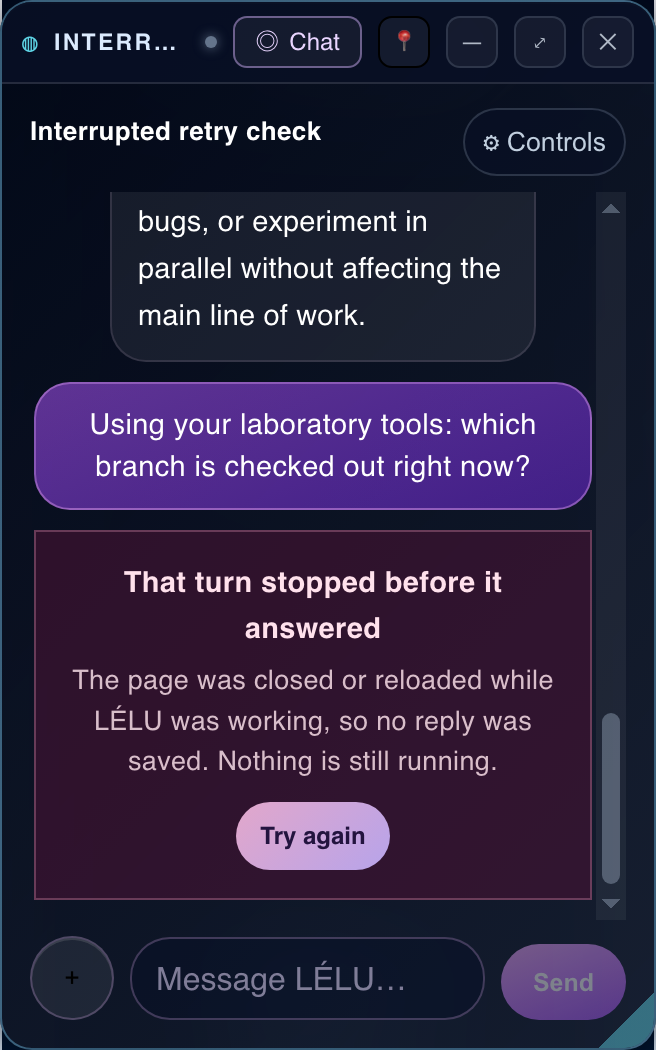 INTERR...
Chat
Interrupted retry check
Controls
bugs, or experiment in
parallel without affecting the
main line of work.
Using your laboratory tools: which
branch is checked out right now?
That turn stopped before it
answered
The page was closed or reloaded while
LÉLU was working, so no reply was
saved. Nothing is still running.
Try again
+
Message LÉLU...
Send